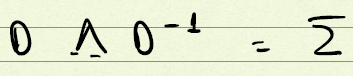 0 Λ 0⁻¹ = Σ